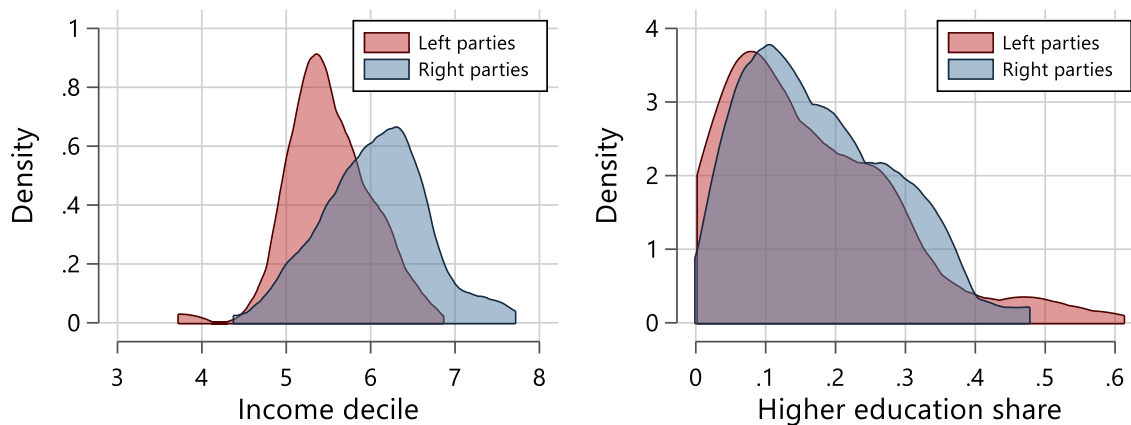 1
.8
.6
.4
.2
0
Density
3 4 5 6 7 8
Income decile
Left parties
Right parties
4
3
2
1
0
Density
0 .1 .2 .3 .4 .5 .6
Higher education share
Left parties
Right parties